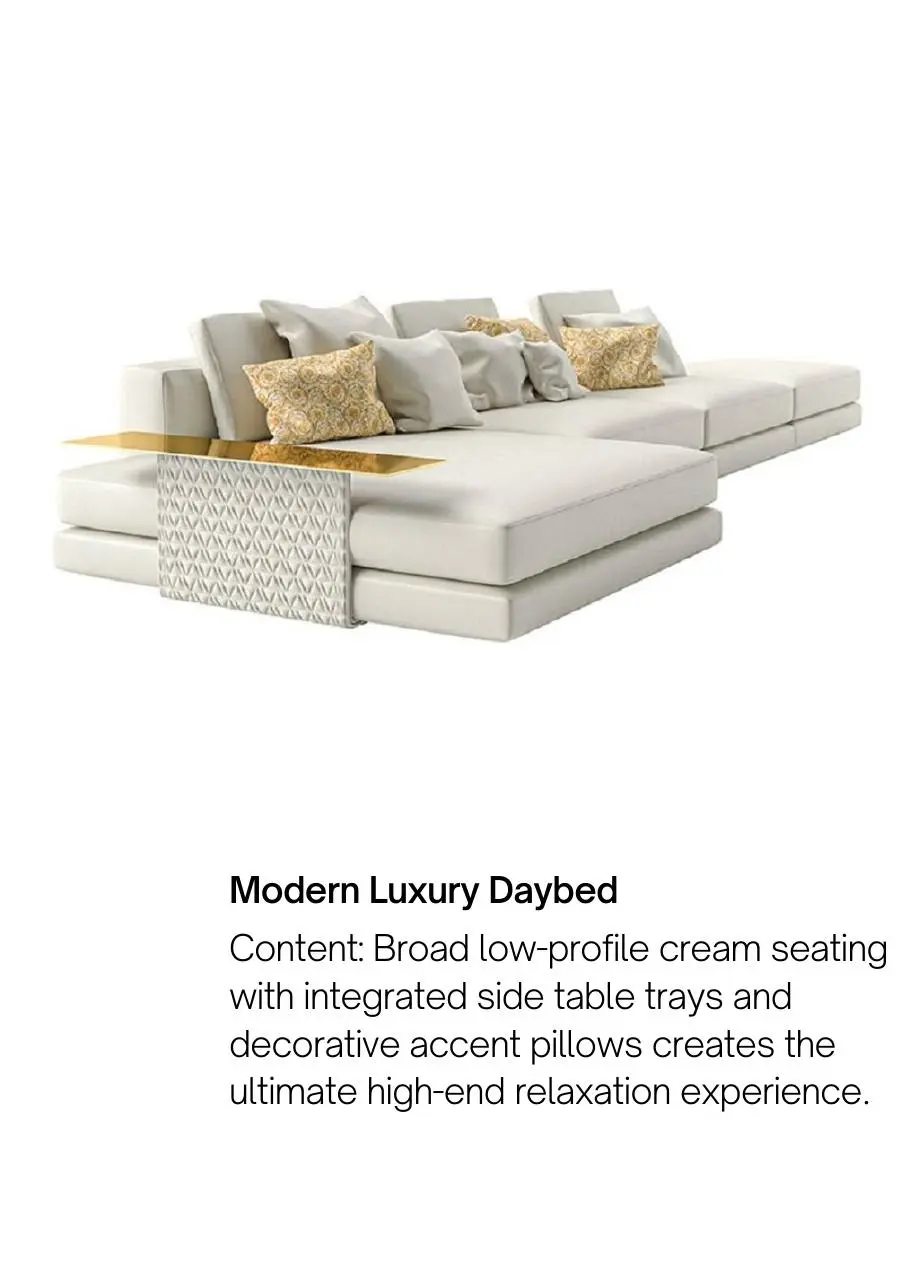 Modern Luxury Daybed
Content: Broad low-profile cream seating
with integrated side table trays and
decorative accent pillows creates the
ultimate high-end relaxation experience.